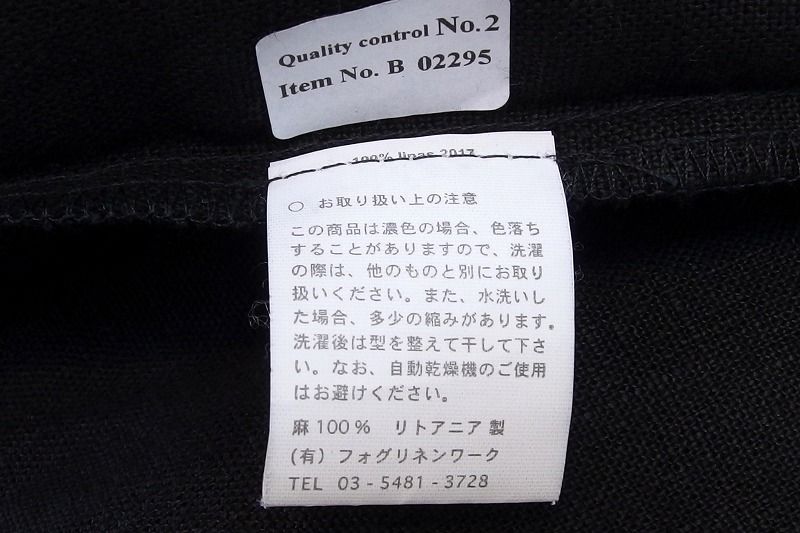 Quality control No.2
Item No. B 02295
100% linas 2017
○ お取り扱い上の注意
この商品は濃色の場合、色落ち
することがありますので、洗濯
の際は、他のものと別にお取り
扱いください。また、水洗いし
た場合、多少の縮みがあります。
洗濯後は型を整えて干して下さ
い。なお、自動乾燥機のご使用
はお避けください。
麻100% リトアニア製
(有) フォグリネンワーク
TEL 03-5481-3728